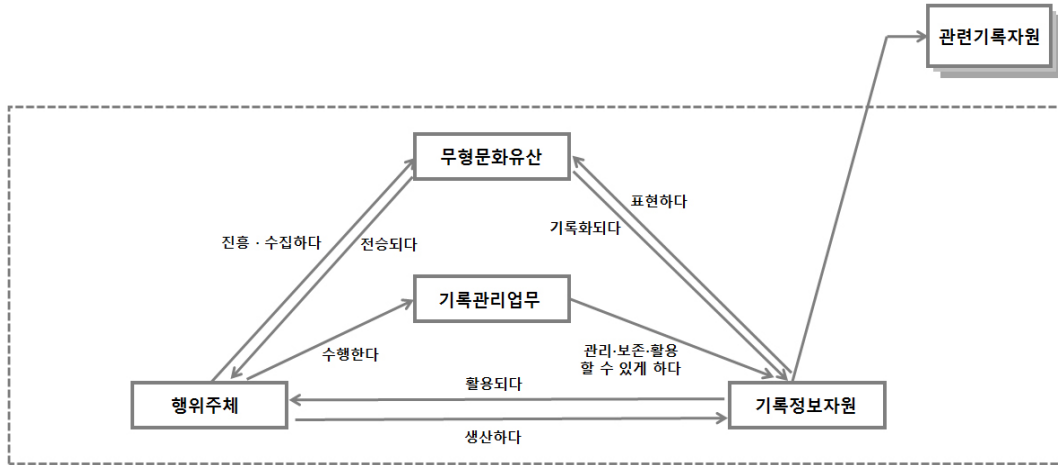 관련기록자원
무형문화유산
표현하다
기록화되다
진흥 · 수집하다
전승되다
기록관리업무
수행한다
관리·보존·활용
할 수 있게 하다
활용되다
행위주체
기록정보자원
생산하다